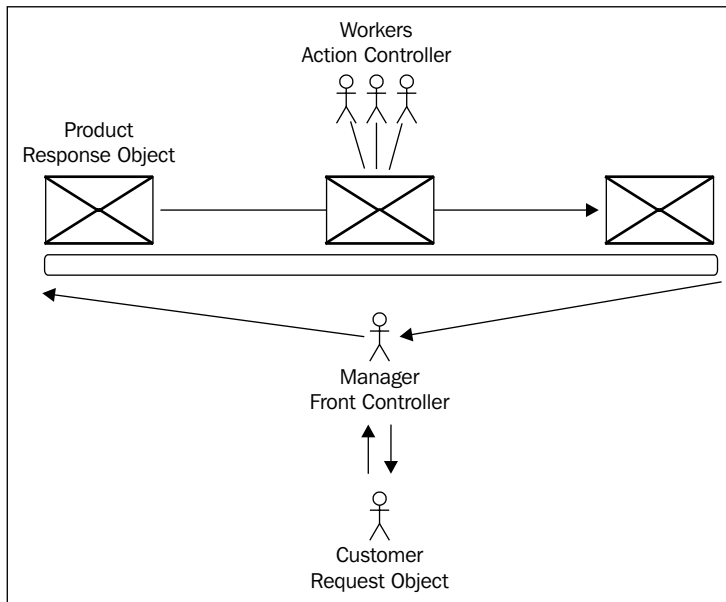 Workers
Action Controller
Product
Response Object
Manager
Front Controller
Customer
Request Object